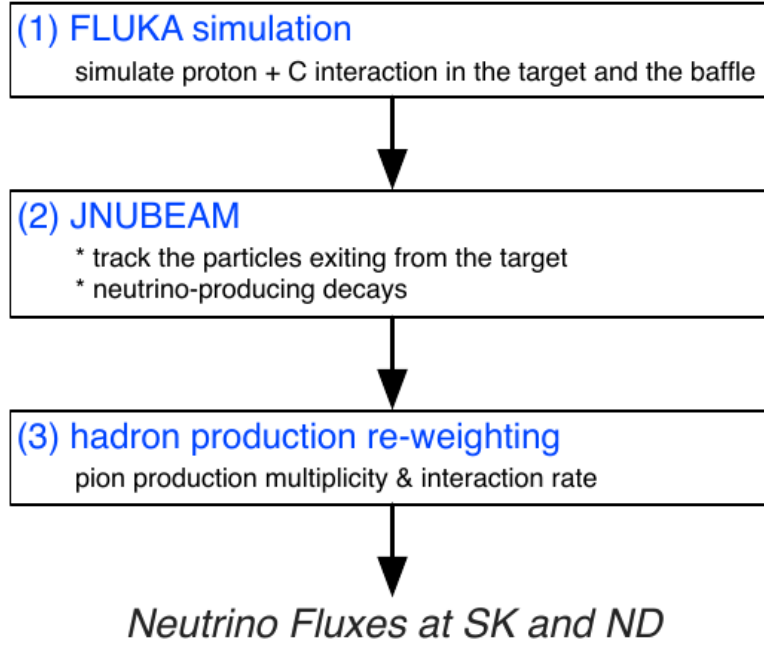 (1) FLUKA simulation
simulate proton + C interaction in the target and the baffle
(2) JNUBEAM
* track the particles exiting from the target
* neutrino-producing decays
(3) hadron production re-weighting
pion production multiplicity & interaction rate
Neutrino Fluxes at SK and ND